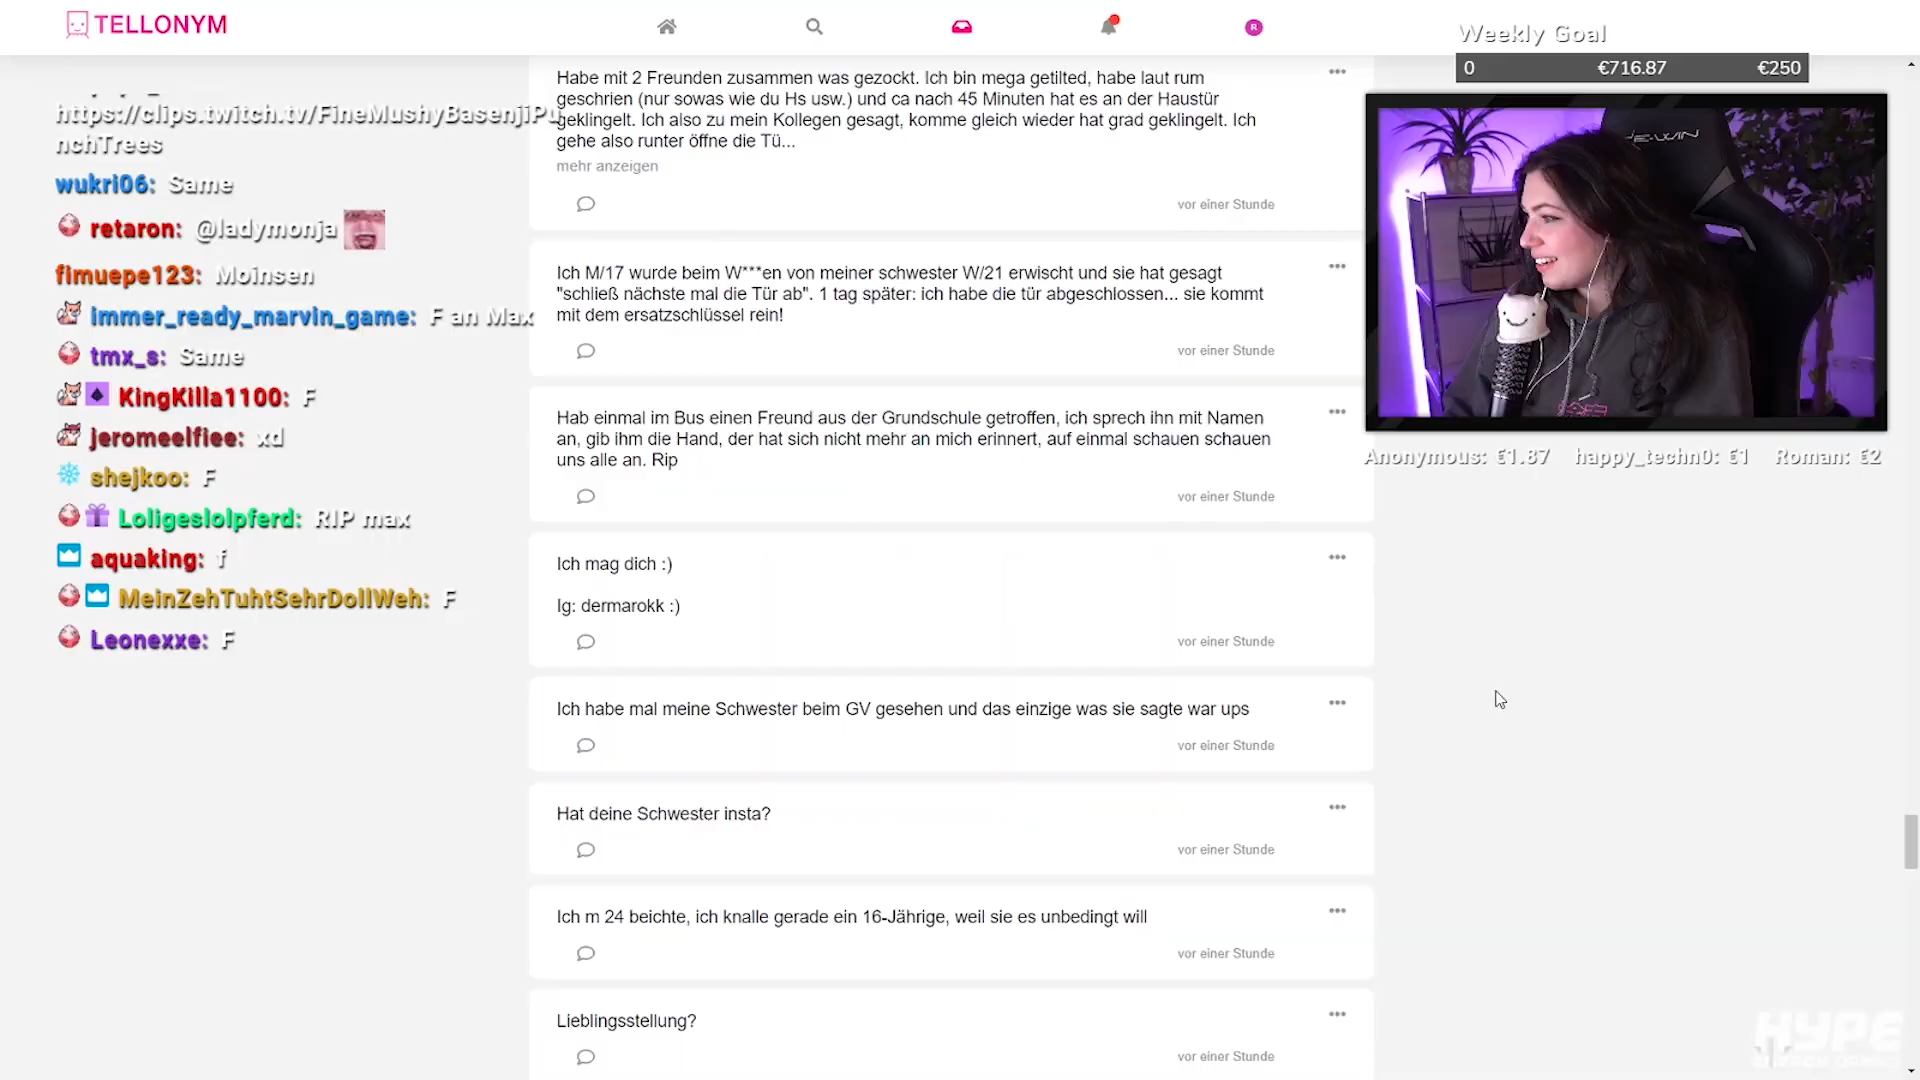 TELLONYM
R
Weekly Goal
0 €716.87 €250
https://clips.twitch.tv/FineMushyBasenjiPu
nchTrees
wukri06: Same
retaron: @ladymonja
fimuepe123: Moinsen
immer_ready_marvin_game: F an Max
tmx_s: Same
KingKilla1100: F
jeromeelfiee: xd
shejkoo: F
Loligeslolpferd: RIP max
aquaking: f
MeinZehTuhtSehrDollWeh: F
Leonexxe: F
Habe mit 2 Freunden zusammen was gezockt. Ich bin mega getilted, habe laut rum
geschrien (nur sowas wie du Hs usw.) und ca nach 45 Minuten hat es an der Haustür
geklingelt. Ich also zu mein Kollegen gesagt, komme gleich wieder hat grad geklingelt. Ich
gehe also runter öffne die Tü...
mehr anzeigen
vor einer Stunde
Ich M/17 wurde beim W***en von meiner schwester W/21 erwischt und sie hat gesagt
"schließ nächste mal die Tür ab". 1 tag später: ich habe die tür abgeschlossen... sie kommt
mit dem ersatzschlüssel rein!
vor einer Stunde
Hab einmal im Bus einen Freund aus der Grundschule getroffen, ich sprech ihn mit Namen
an, gib ihm die Hand, der hat sich nicht mehr an mich erinnert, auf einmal schauen schauen
uns alle an. Rip
vor einer Stunde
Ich mag dich :)
Ig: dermarokk :)
vor einer Stunde
Ich habe mal meine Schwester beim GV gesehen und das einzige was sie sagte war ups
vor einer Stunde
Hat deine Schwester insta?
vor einer Stunde
Ich m 24 beichte, ich knalle gerade ein 16-Jährige, weil sie es unbedingt will
vor einer Stunde
Lieblingsstellung?
vor einer Stunde
Anonymous: €1.87 happy_techn0: €1 Roman: €2
HYPE